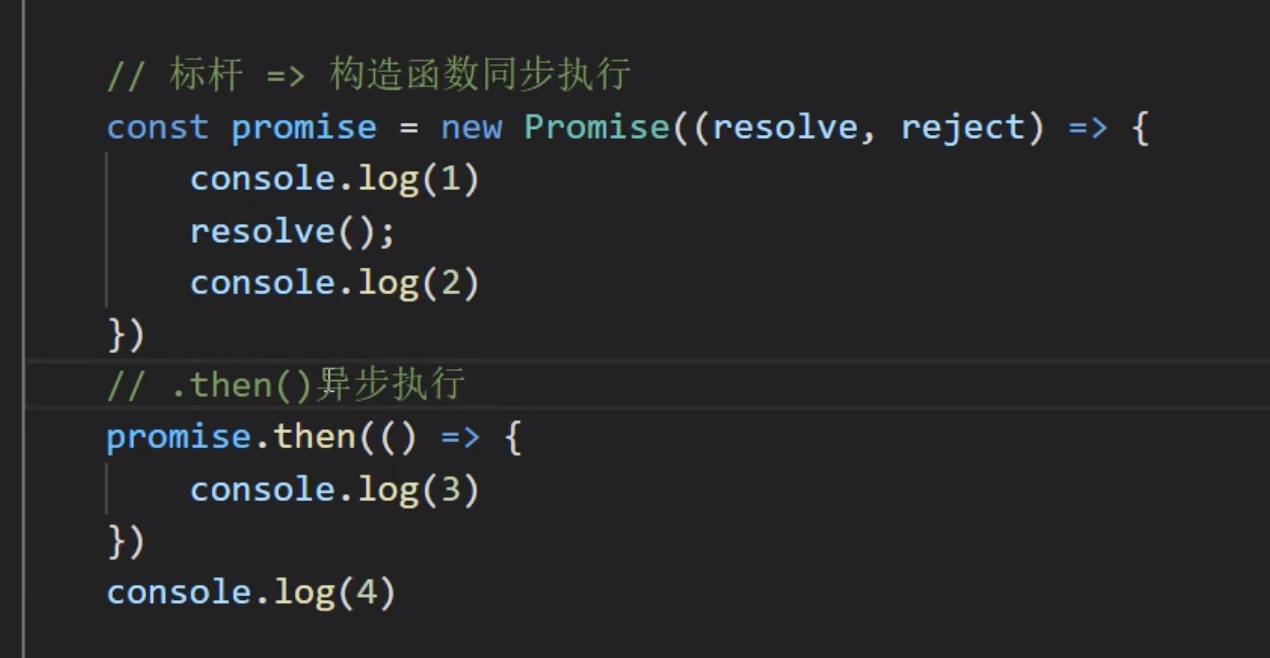 // 标杆 => 构造函数同步执行
const promise = new Promise((resolve, reject) => {
    console.log(1)
    resolve();
    console.log(2)
})
// .then()异步执行
promise.then(() => {
    console.log(3)
})
console.log(4)